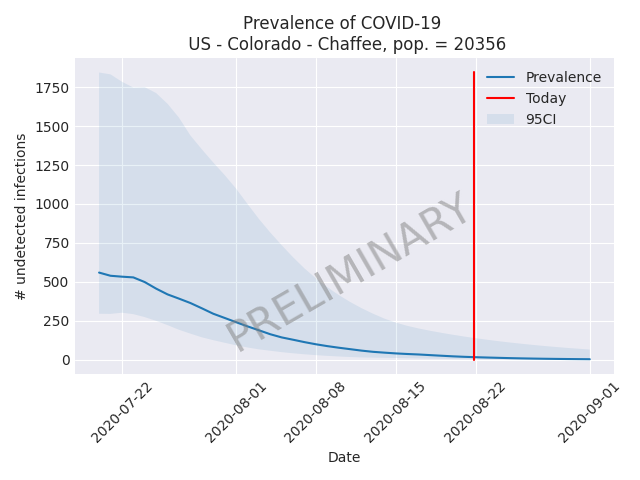 Prevalence of COVID-19
US - Colorado - Chaffee, pop. = 20356
Prevalence
Today
95CI
# undetected infections
1750
1500
1250
1000
750
500
250
0
PRELIMINARY
2020-07-22
2020-08-01
2020-08-08
2020-08-15
2020-08-22
2020-09-01
Date